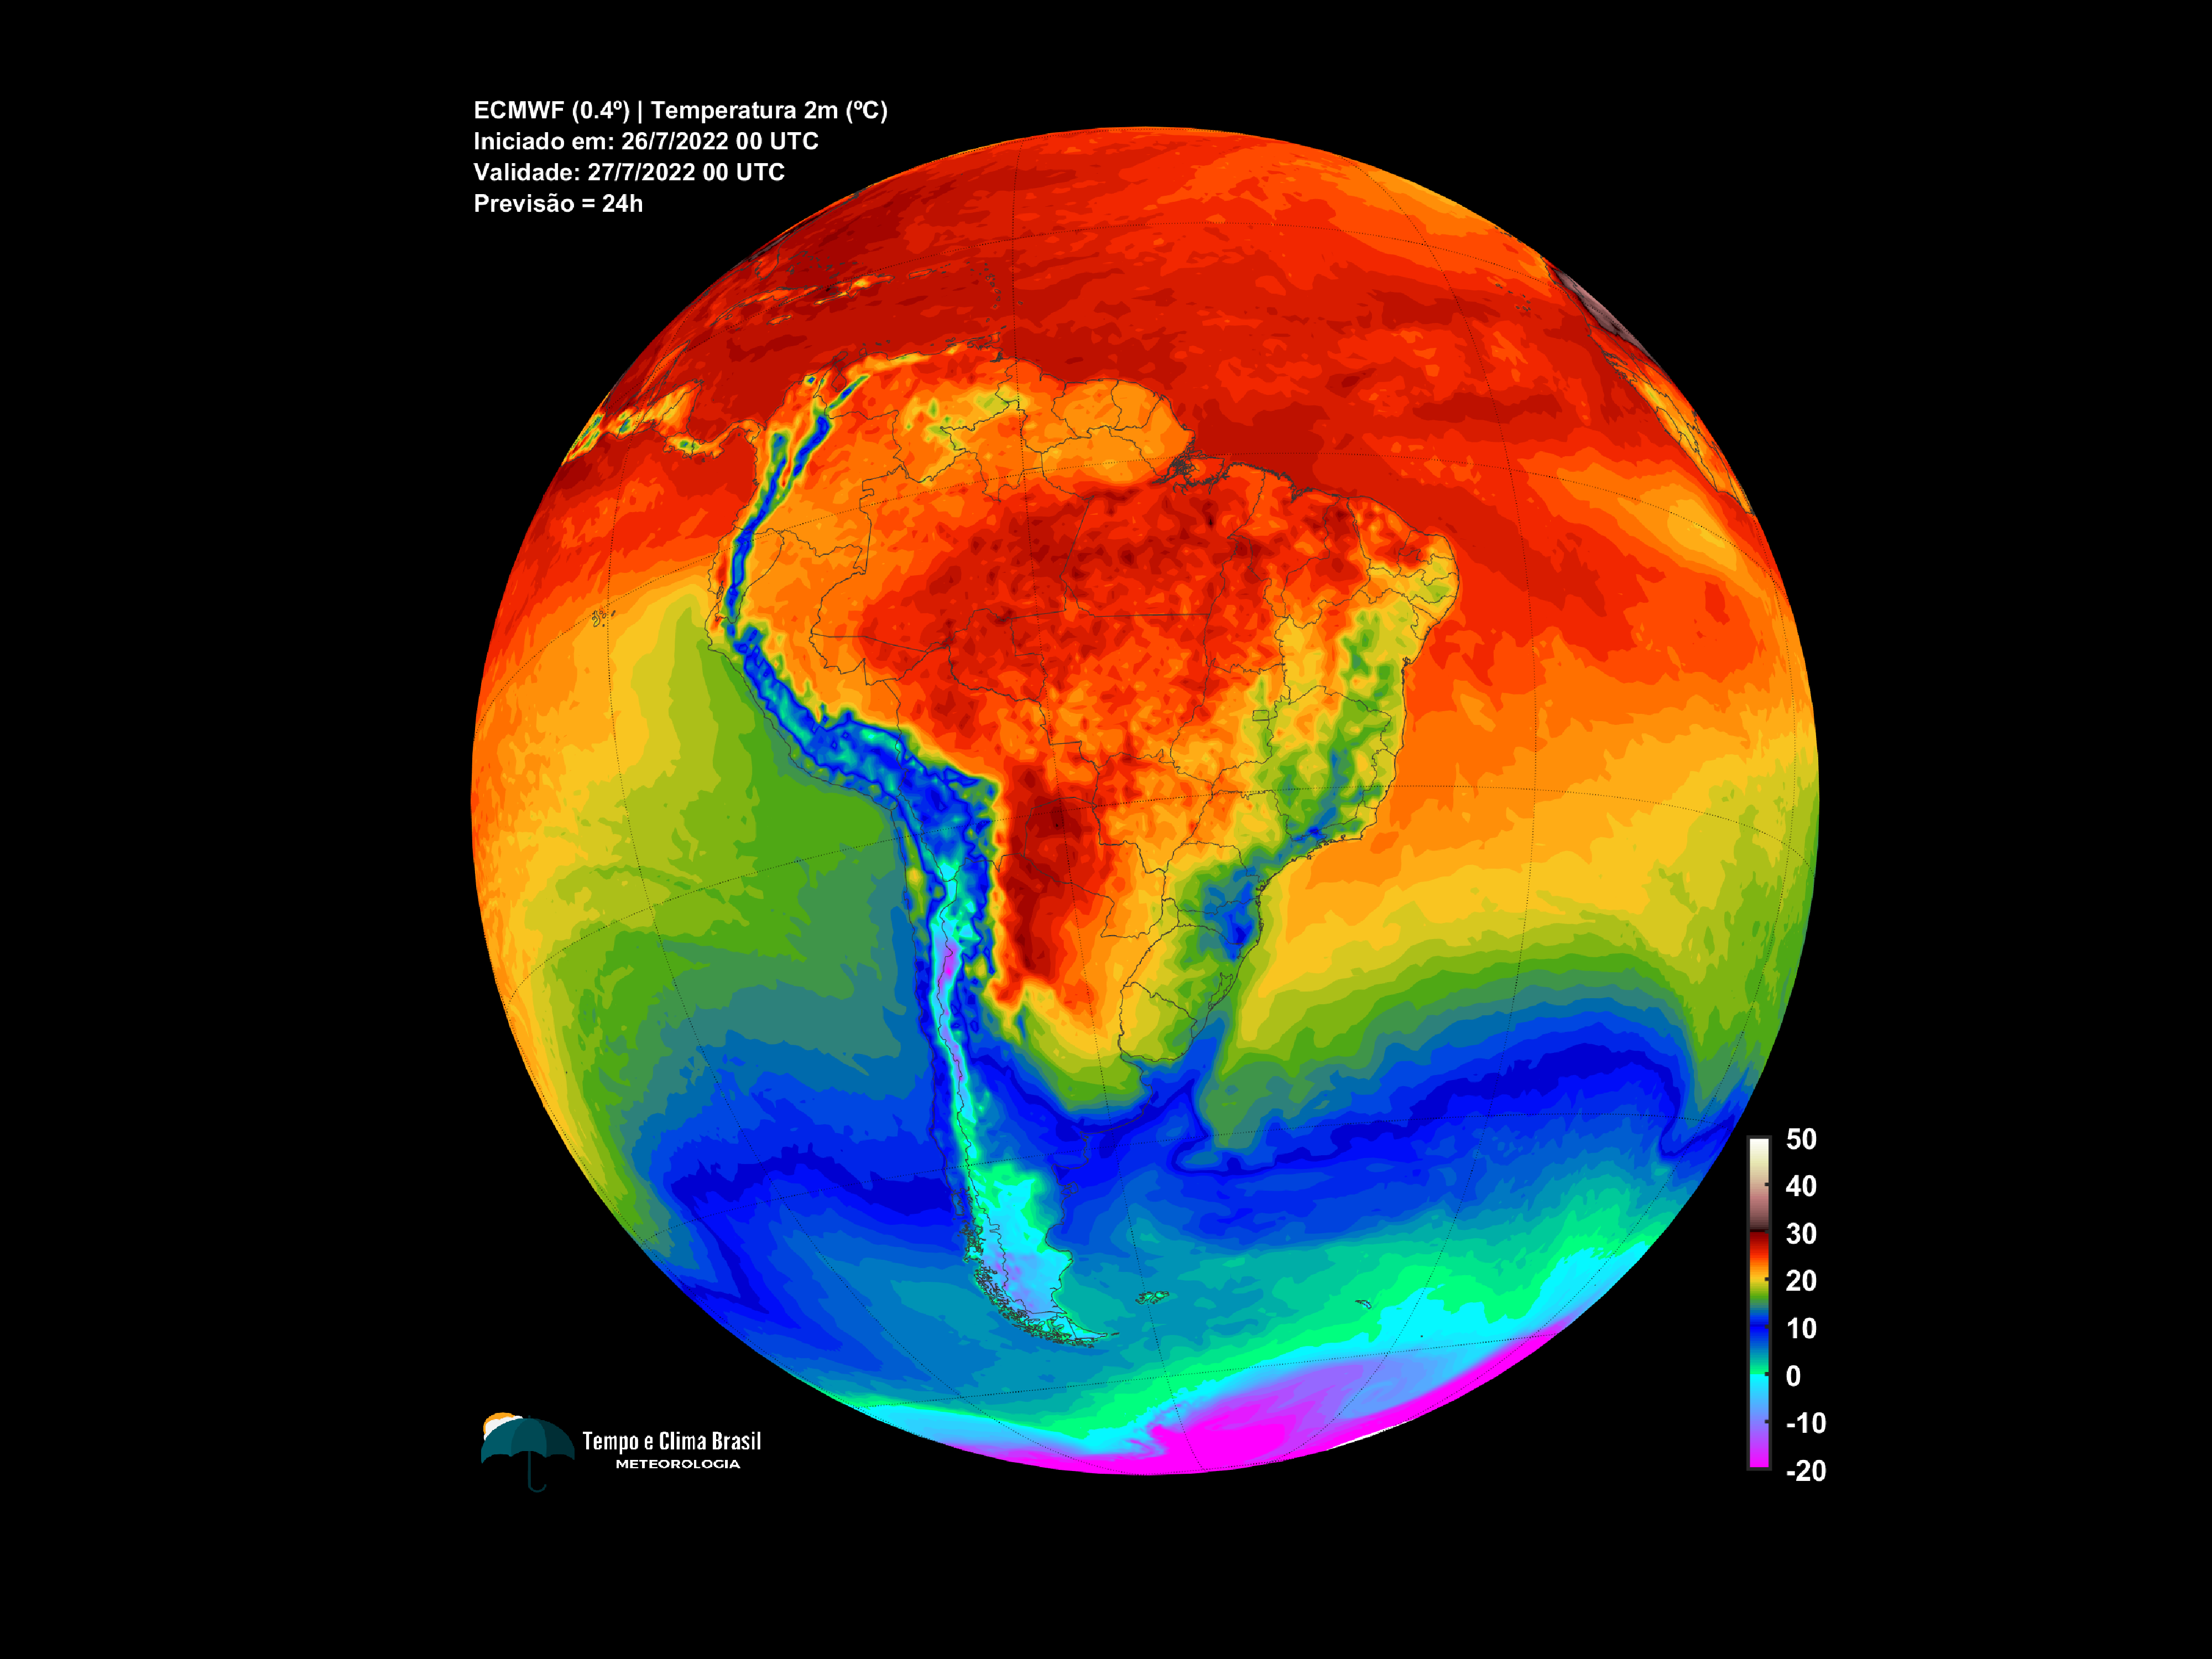 ECMWF (0.4º) | Temperatura 2m (ºC)
Iniciado em: 26/7/2022 00 UTC
Validade: 27/7/2022 00 UTC
Previsão = 24h
50
40
30
20
10
0
-10
-20
Tempo e Clima Brasil
METEOROLOGIA